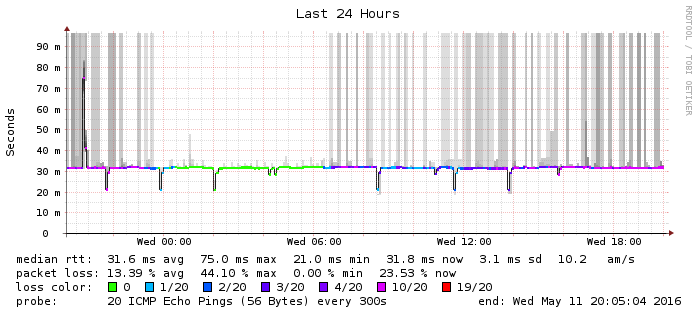 Last 24 Hours
RRDTOOL / TOBI OETIKER
Seconds
90 m
80 m
70 m
60 m
50 m
40 m
30 m
20 m
10 m
0
Wed 00:00 Wed 06:00 Wed 12:00 Wed 18:00
median rtt: 31.6 ms avg 75.0 ms max 21.0 ms min 31.8 ms now 3.1 ms sd 10.2 am/s
packet loss: 13.39 % avg 44.10 % max 0.00 % min 23.53 % now
loss color: 0 1/20 2/20 3/20 4/20 10/20 19/20
probe: 20 ICMP Echo Pings (56 Bytes) every 300s end: Wed May 11 20:05:04 2016